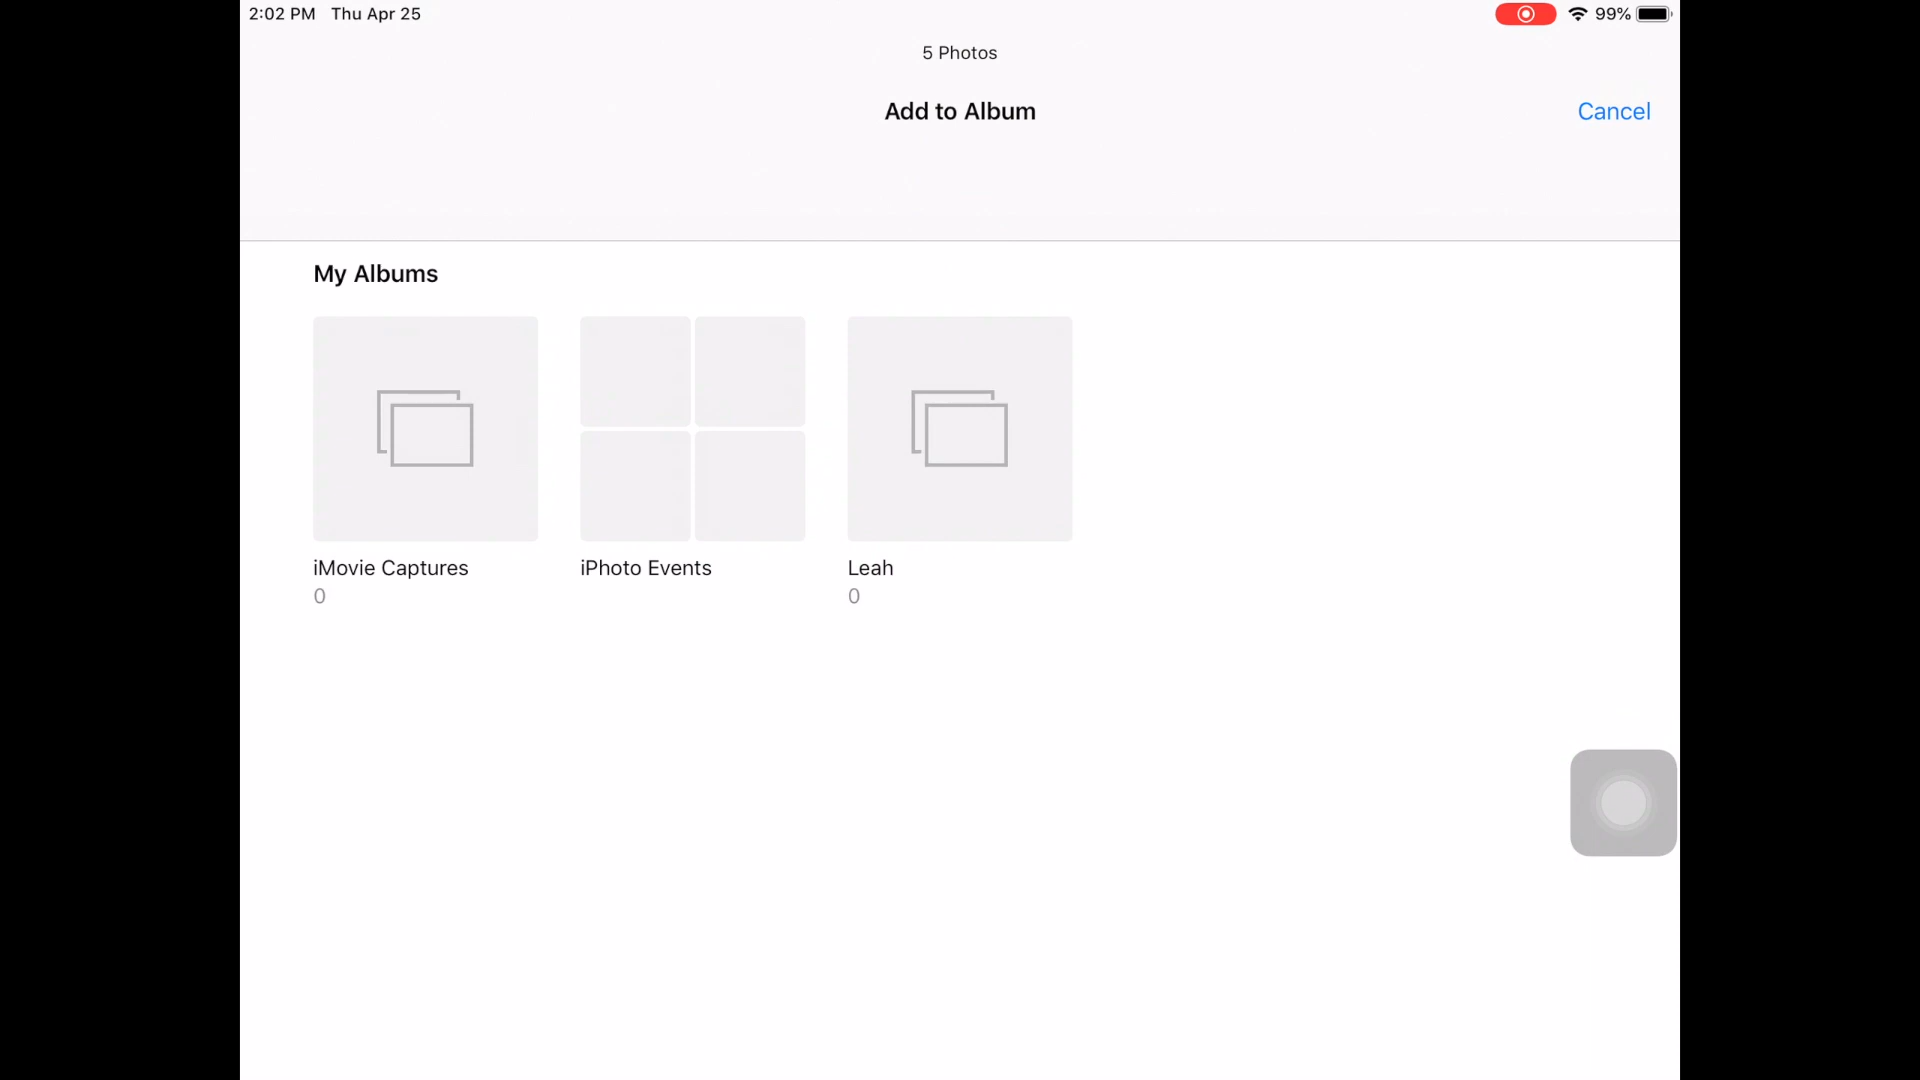 2:02 PM Thu Apr 25 99%
5 Photos
Add to Album Cancel
My Albums
iMovie Captures iPhoto Events Leah
0 0